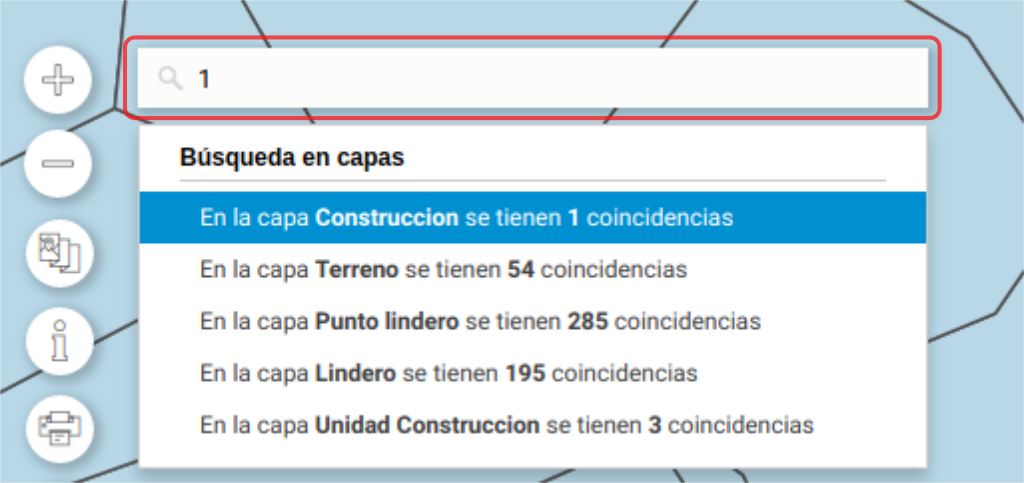 1
Búsqueda en capas
En la capa Construccion se tienen 1 coincidencias
En la capa Terreno se tienen 54 coincidencias
En la capa Punto lindero se tienen 285 coincidencias
En la capa Lindero se tienen 195 coincidencias
En la capa Unidad Construccion se tienen 3 coincidencias